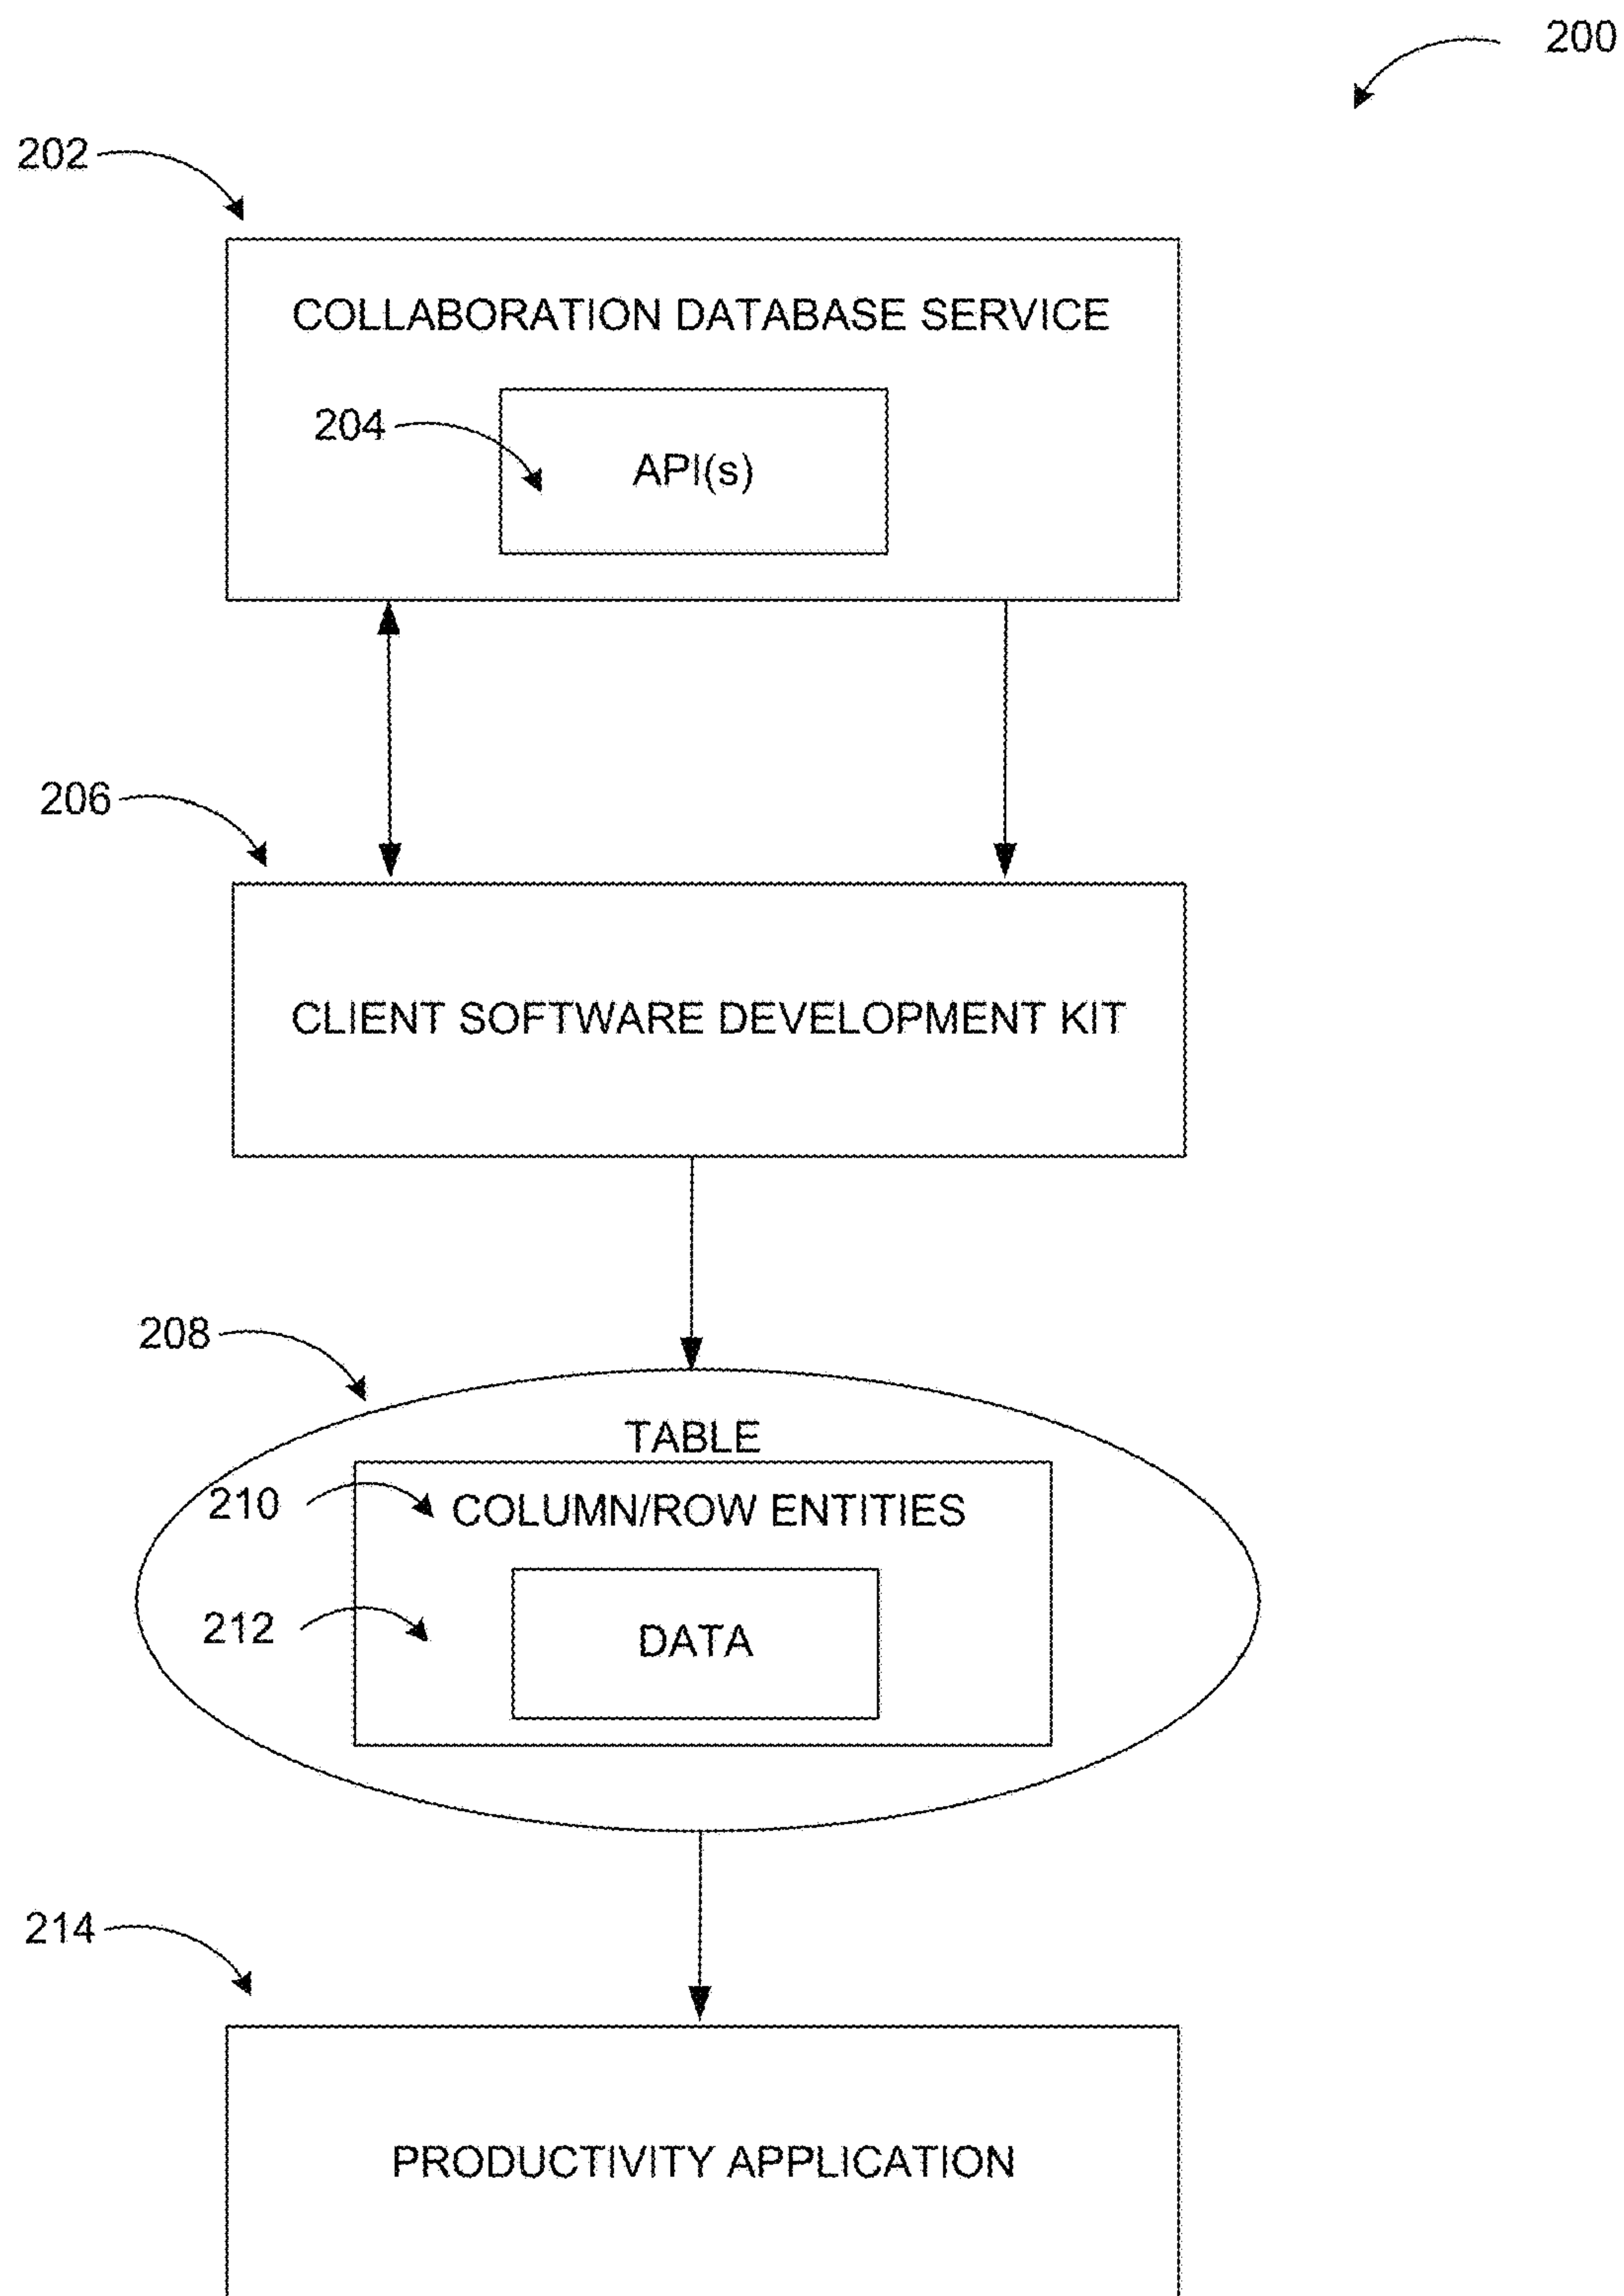 200
202
COLLABORATION DATABASE SERVICE
204
API(s)
206
CLIENT SOFTWARE DEVELOPMENT KIT
208
TABLE
210
COLUMN/ROW ENTITIES
212
DATA
214
PRODUCTIVITY APPLICATION